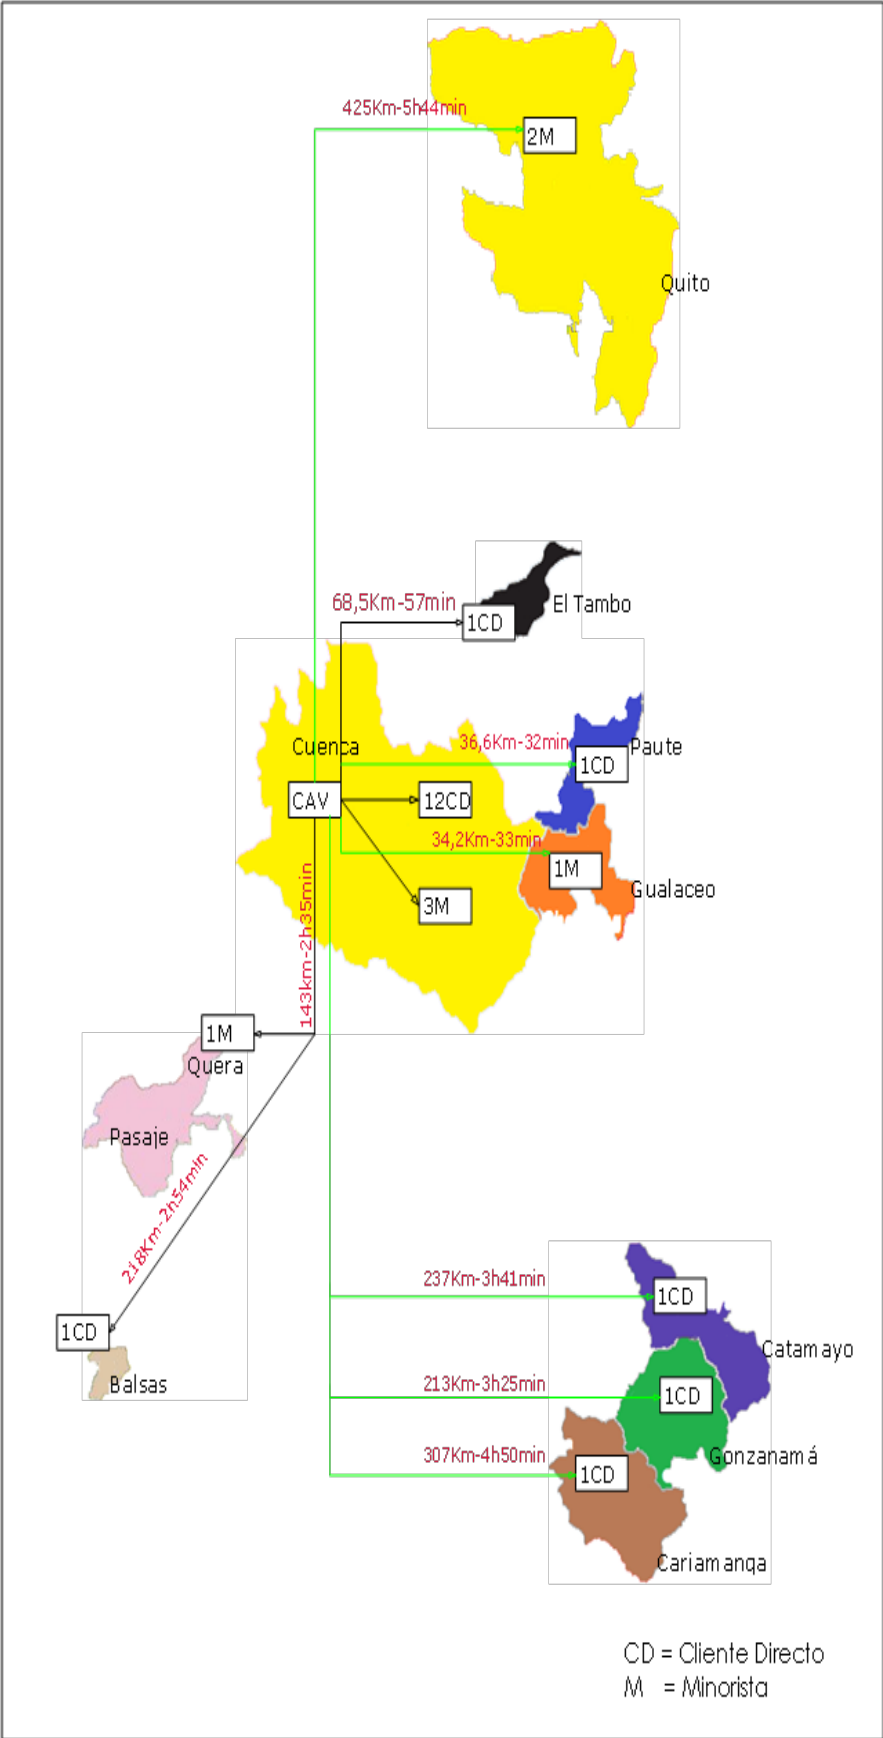 425Km-5h44min
2M
Quito
68,5Km-57min
El Tambo
1CD
Cuenca
36,6Km-32min
Paute
1CD
CAV
12CD
34,2Km-33min
1M
Gualaceo
3M
143km-2h35min
1M
Quera
Pasaje
218Km-2h54min
1CD
Balsas
237Km-3h41min
1CD
Catamayo
213Km-3h25min
1CD
Gonzanamá
307Km-4h50min
1CD
Cariamanga
CD = Cliente Directo
M = Minorista